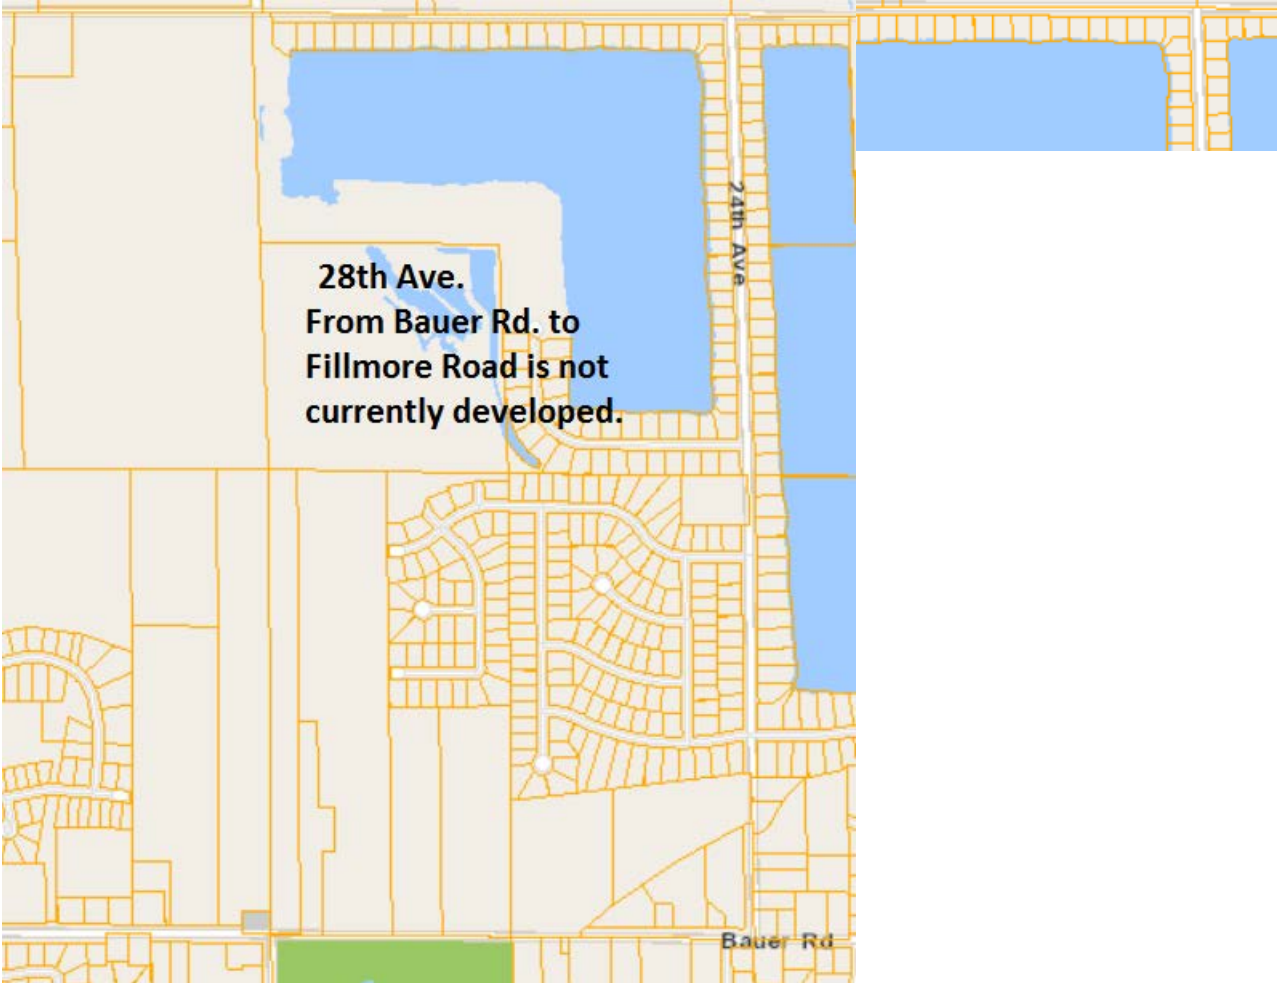 24th Ave
28th Ave.
From Bauer Rd. to
Fillmore Road is not
currently developed.
Bauer Rd